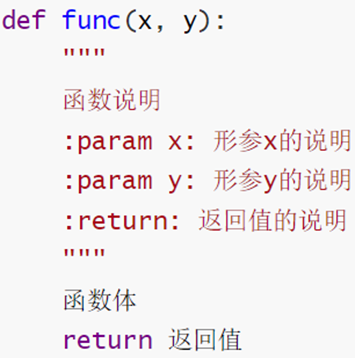 def func(x, y):
    """
    函数说明
    :param x: 形参x的说明
    :param y: 形参y的说明
    :return: 返回值的说明
    """
    函数体
    return 返回值